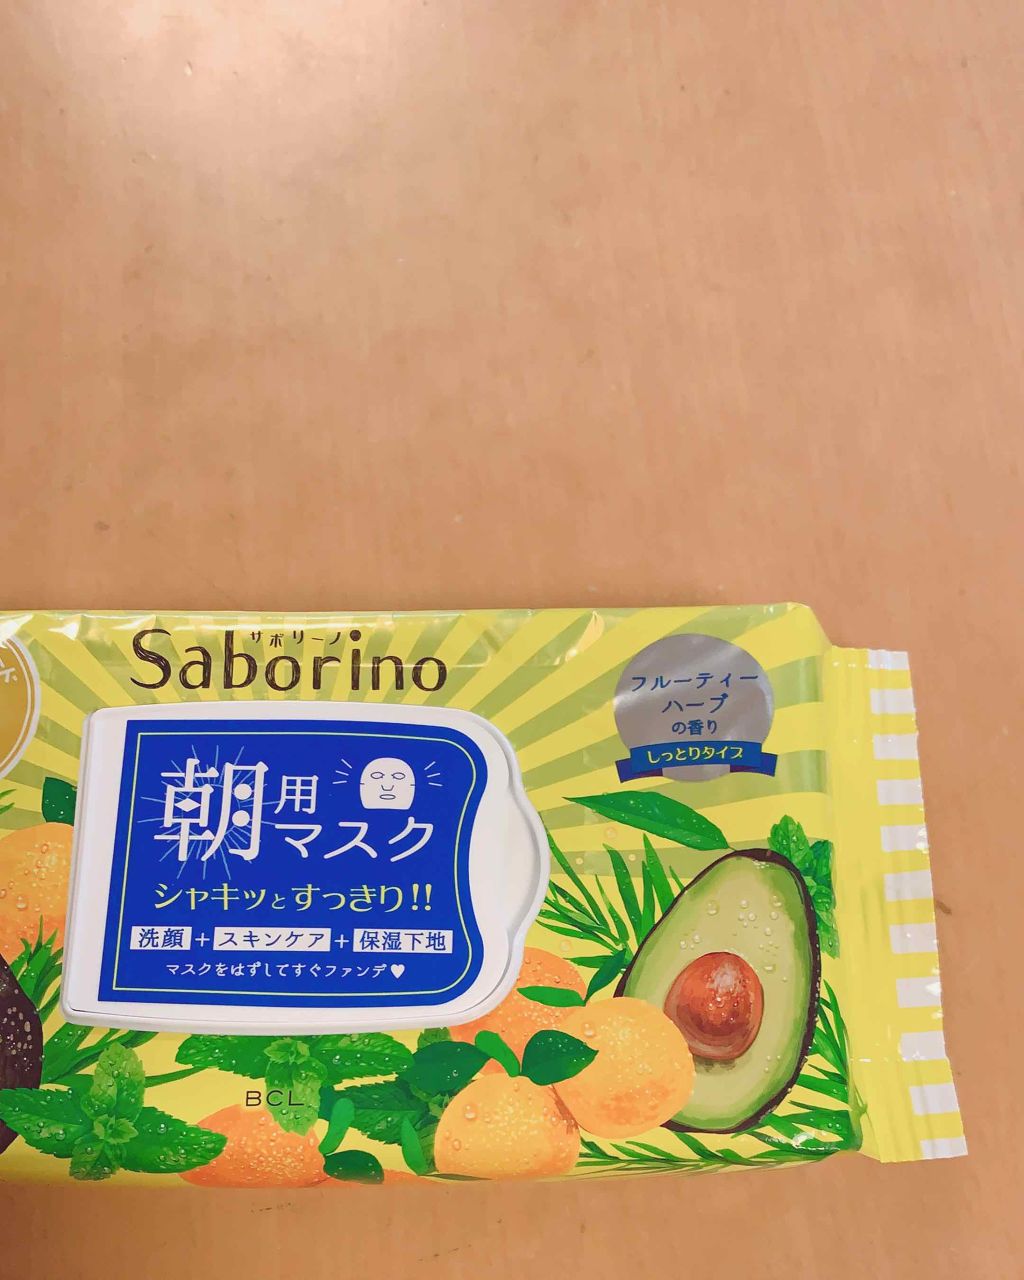 サボリーノ
Saborino
フルーティー
ハーブ
の香り
しっとりタイプ
朝用
マスク
シャキッとすっきり!!
洗顔+スキンケア+保湿下地
マスクをはずしてすぐファンデ♥
BCL